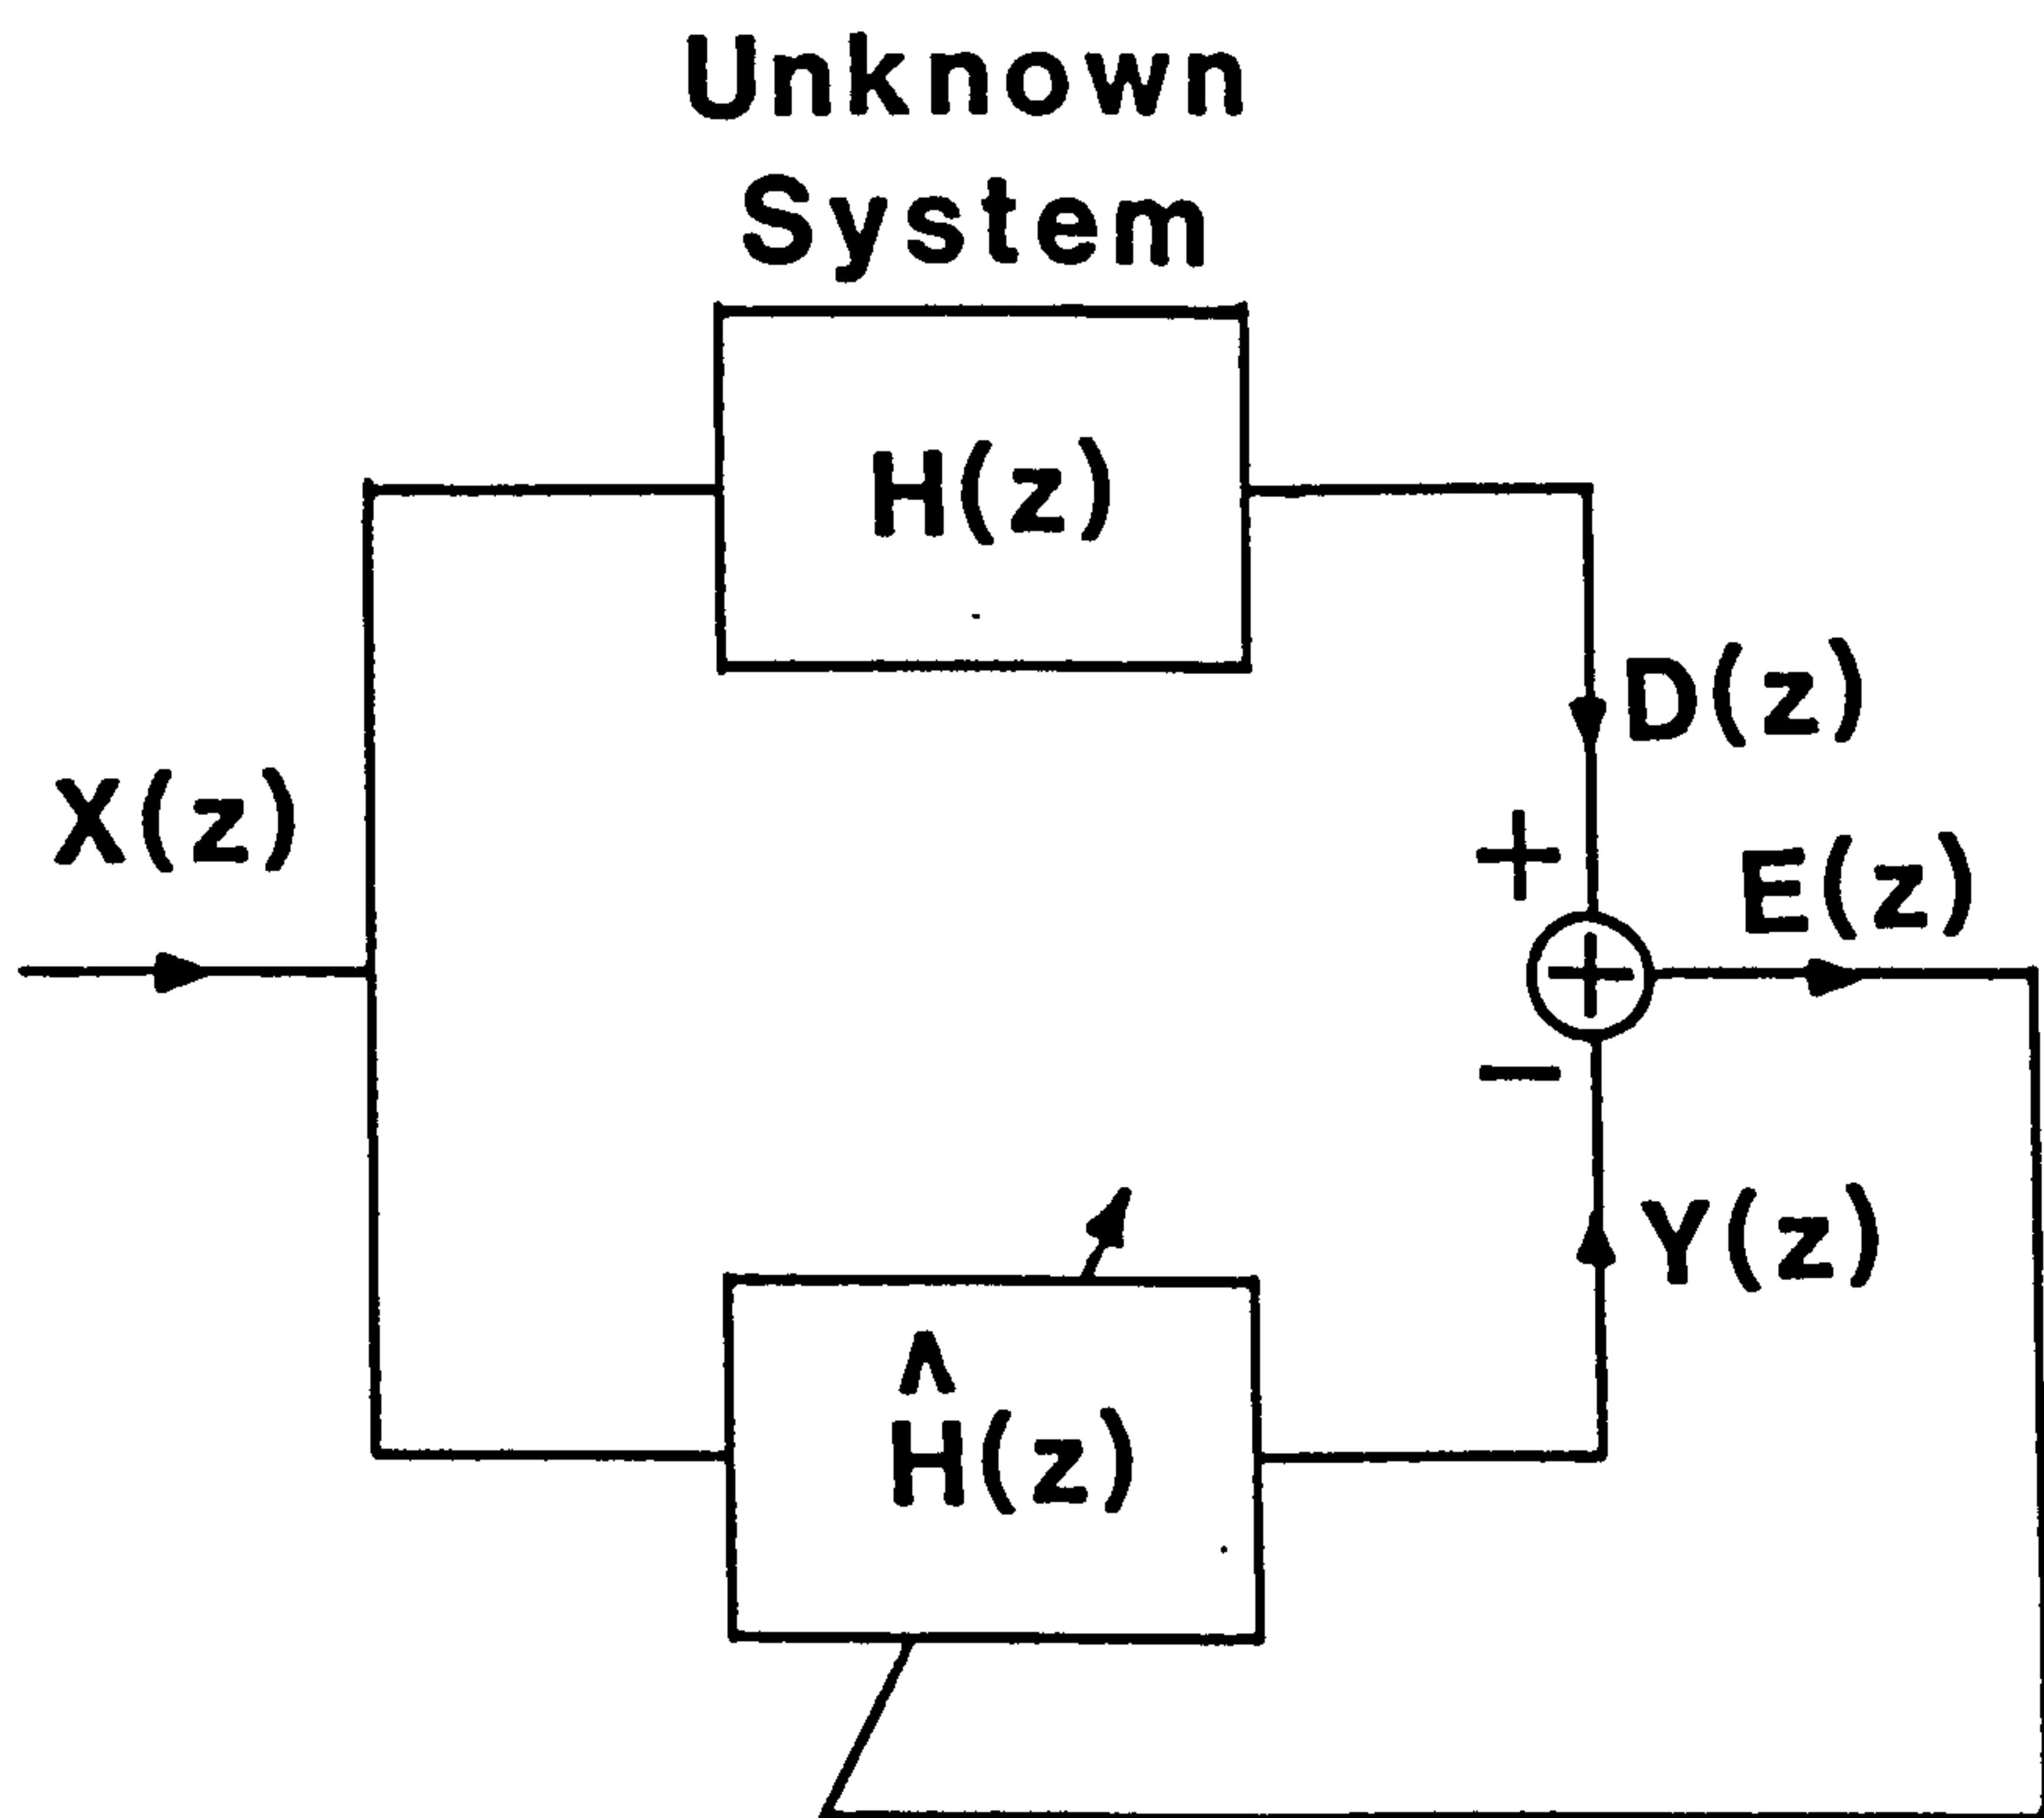 Unknown
System
H(z)
D(z)
X(z)
+
E(z)
+
−
Y(z)
Ĥ(z)